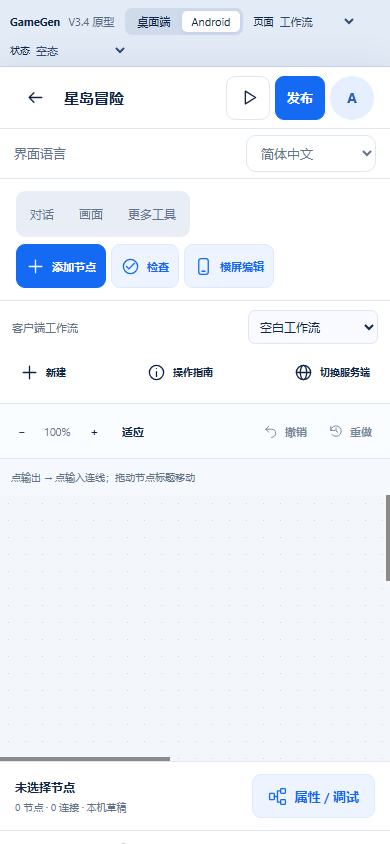 GameGen V3.4 原型 桌面端 Android 页面 工作流
状态 空态
星岛冒险 发布 A
界面语言 简体中文
对话 画面 更多工具
添加节点 检查 横屏编辑
客户端工作流 空白工作流
新建 操作指南 切换服务端
− 100% + 适应 撤销 重做
点输出 → 点输入连线；拖动节点标题移动
未选择节点
0 节点 · 0 连接 · 本机草稿
属性 / 调试